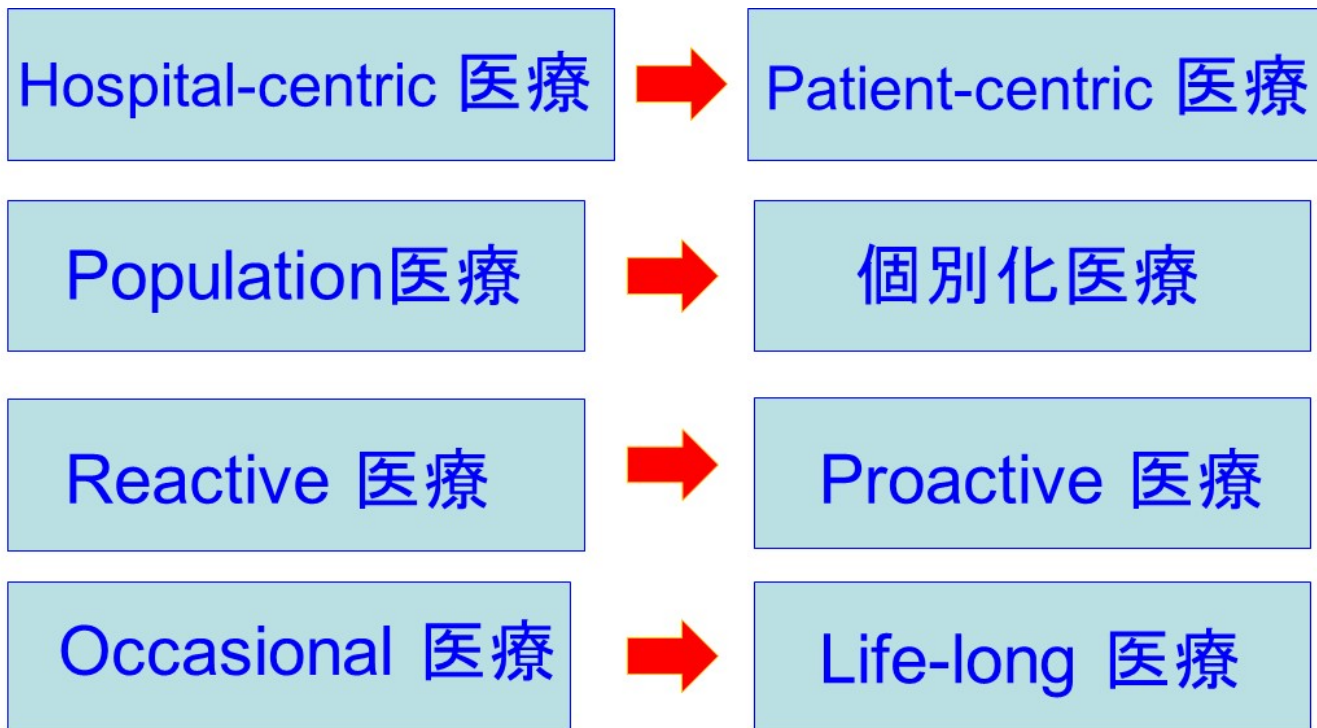 Hospital-centric 医療
Patient-centric 医療
Population医療
個別化医療
Reactive 医療
Proactive 医療
Occasional 医療
Life-long 医療